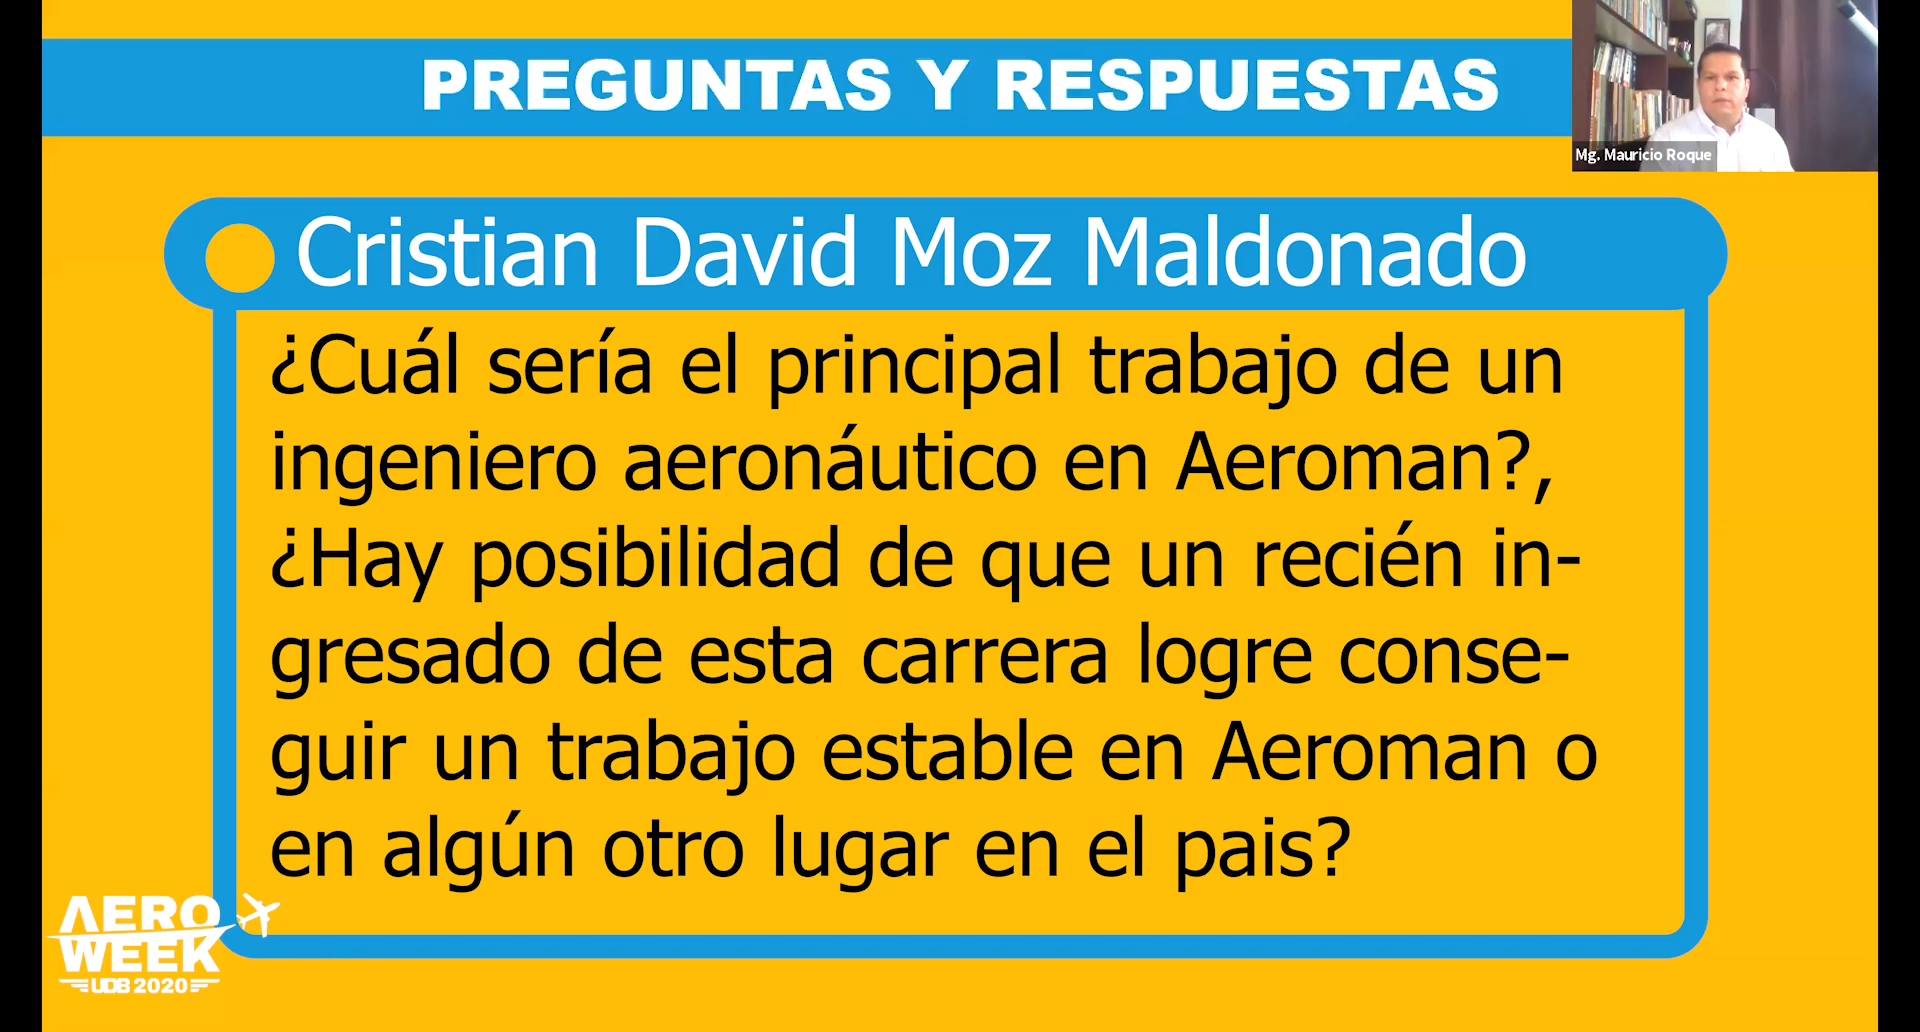 PREGUNTAS Y RESPUESTAS
Mg. Mauricio Roque
Cristian David Moz Maldonado
¿Cuál sería el principal trabajo de un
ingeniero aeronáutico en Aeroman?,
¿Hay posibilidad de que un recién in-
gresado de esta carrera logre conse-
guir un trabajo estable en Aeroman o
en algún otro lugar en el pais?
AERO
WEEK
UDB 2020